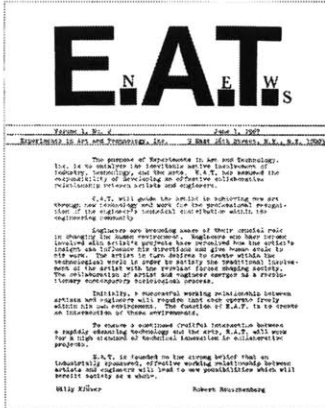 E.A.T.
NEWS
Volume 1, No. 2 June 1, 1967
Experiments in Art and Technology, Inc. 9 East 16th Street, N.Y., N.Y. 10003
The purpose of Experiments in Art and Technology,
Inc. is to catalyze the inevitable active involvement of
industry, technology, and the arts. E.A.T. has assumed the
responsibility of developing an effective collaborative
relationship between artists and engineers.
E.A.T. will guide the artist in achieving new art
through new technology and work for the professional recogni-
tion of the engineer's technical contribution within the
engineering community.
Engineers are becoming aware of their crucial role
in changing the human environment. Engineers who have become
involved with artist's projects have perceived how the artist's
insight can influence his directions and give human scale to
his work. The artist in turn desires to create within the
technological world in order to satisfy the traditional involve-
ment of the artist with the relevant forces shaping society.
The collaboration of artist and engineer emerges as a revolu-
tionary contemporary sociological process.
Initially, a successful working relationship between
artists and engineers will require that each operate freely
within his own environment. The function of E.A.T. is to create
an intersection of these environments.
To ensure a continued fruitful interaction between
a rapidly advancing technology and the arts, E.A.T. will work
for a high standard of technical innovation in collaborative
projects.
E.A.T. is founded on the strong belief that an
industrially sponsored, effective working relationship between
artists and engineers will lead to new possibilities which will
benefit society as a whole.
Billy Klüver Robert Rauschenberg